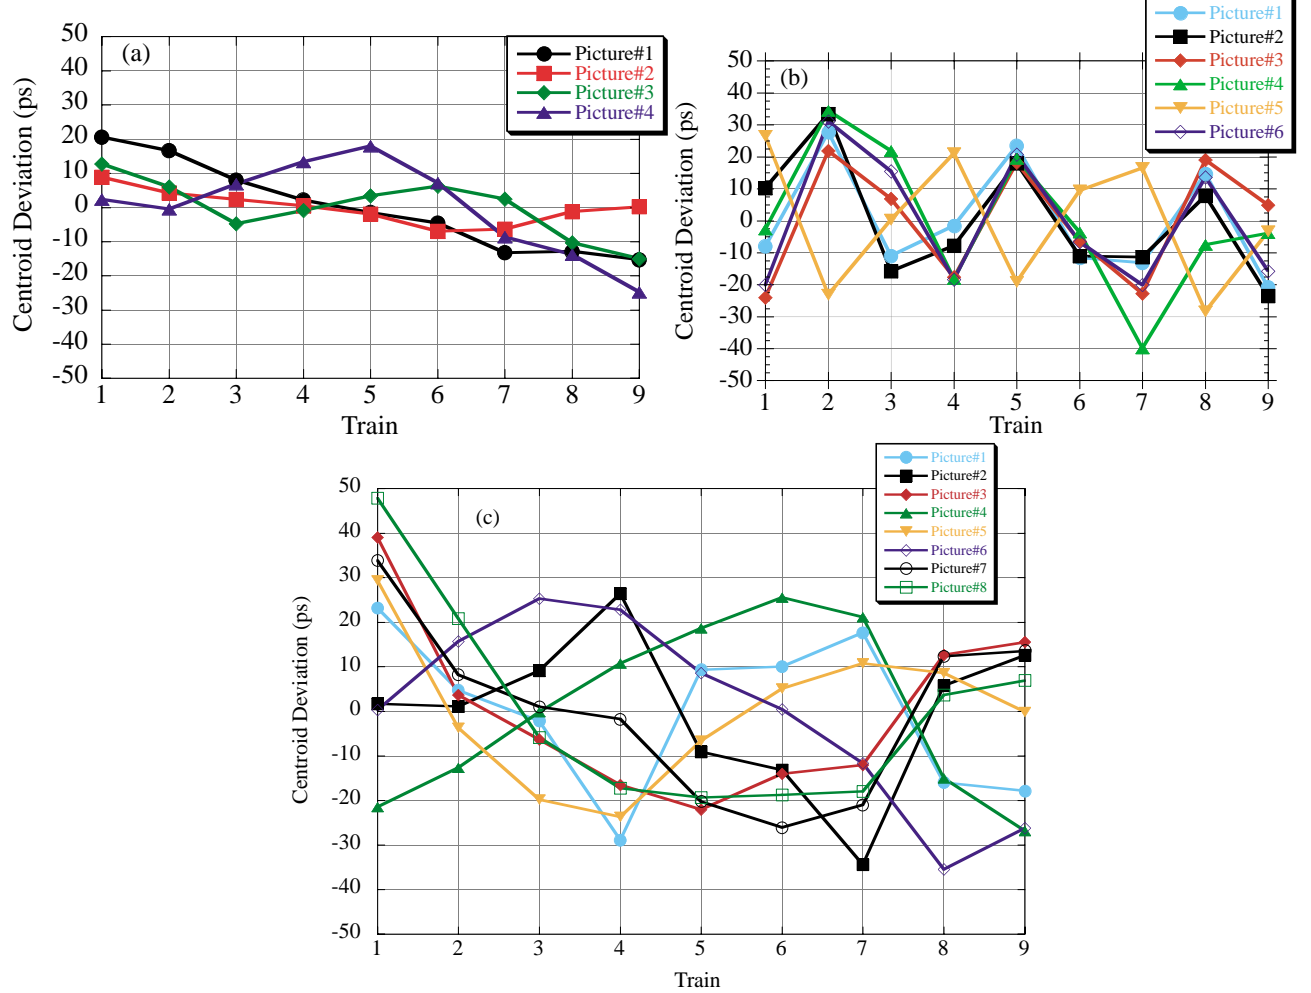 (a)
Centroid Deviation (ps)
50
40
30
20
10
0
-10
-20
-30
-40
-50
1 2 3 4 5 6 7 8 9
Train
Picture#1
Picture#2
Picture#3
Picture#4
(b)
Centroid Deviation (ps)
50
40
30
20
10
0
-10
-20
-30
-40
-50
1 2 3 4 5 6 7 8 9
Train
Picture#1
Picture#2
Picture#3
Picture#4
Picture#5
Picture#6
(c)
Centroid Deviation (ps)
50
40
30
20
10
0
-10
-20
-30
-40
-50
1 2 3 4 5 6 7 8 9
Train
Picture#1
Picture#2
Picture#3
Picture#4
Picture#5
Picture#6
Picture#7
Picture#8